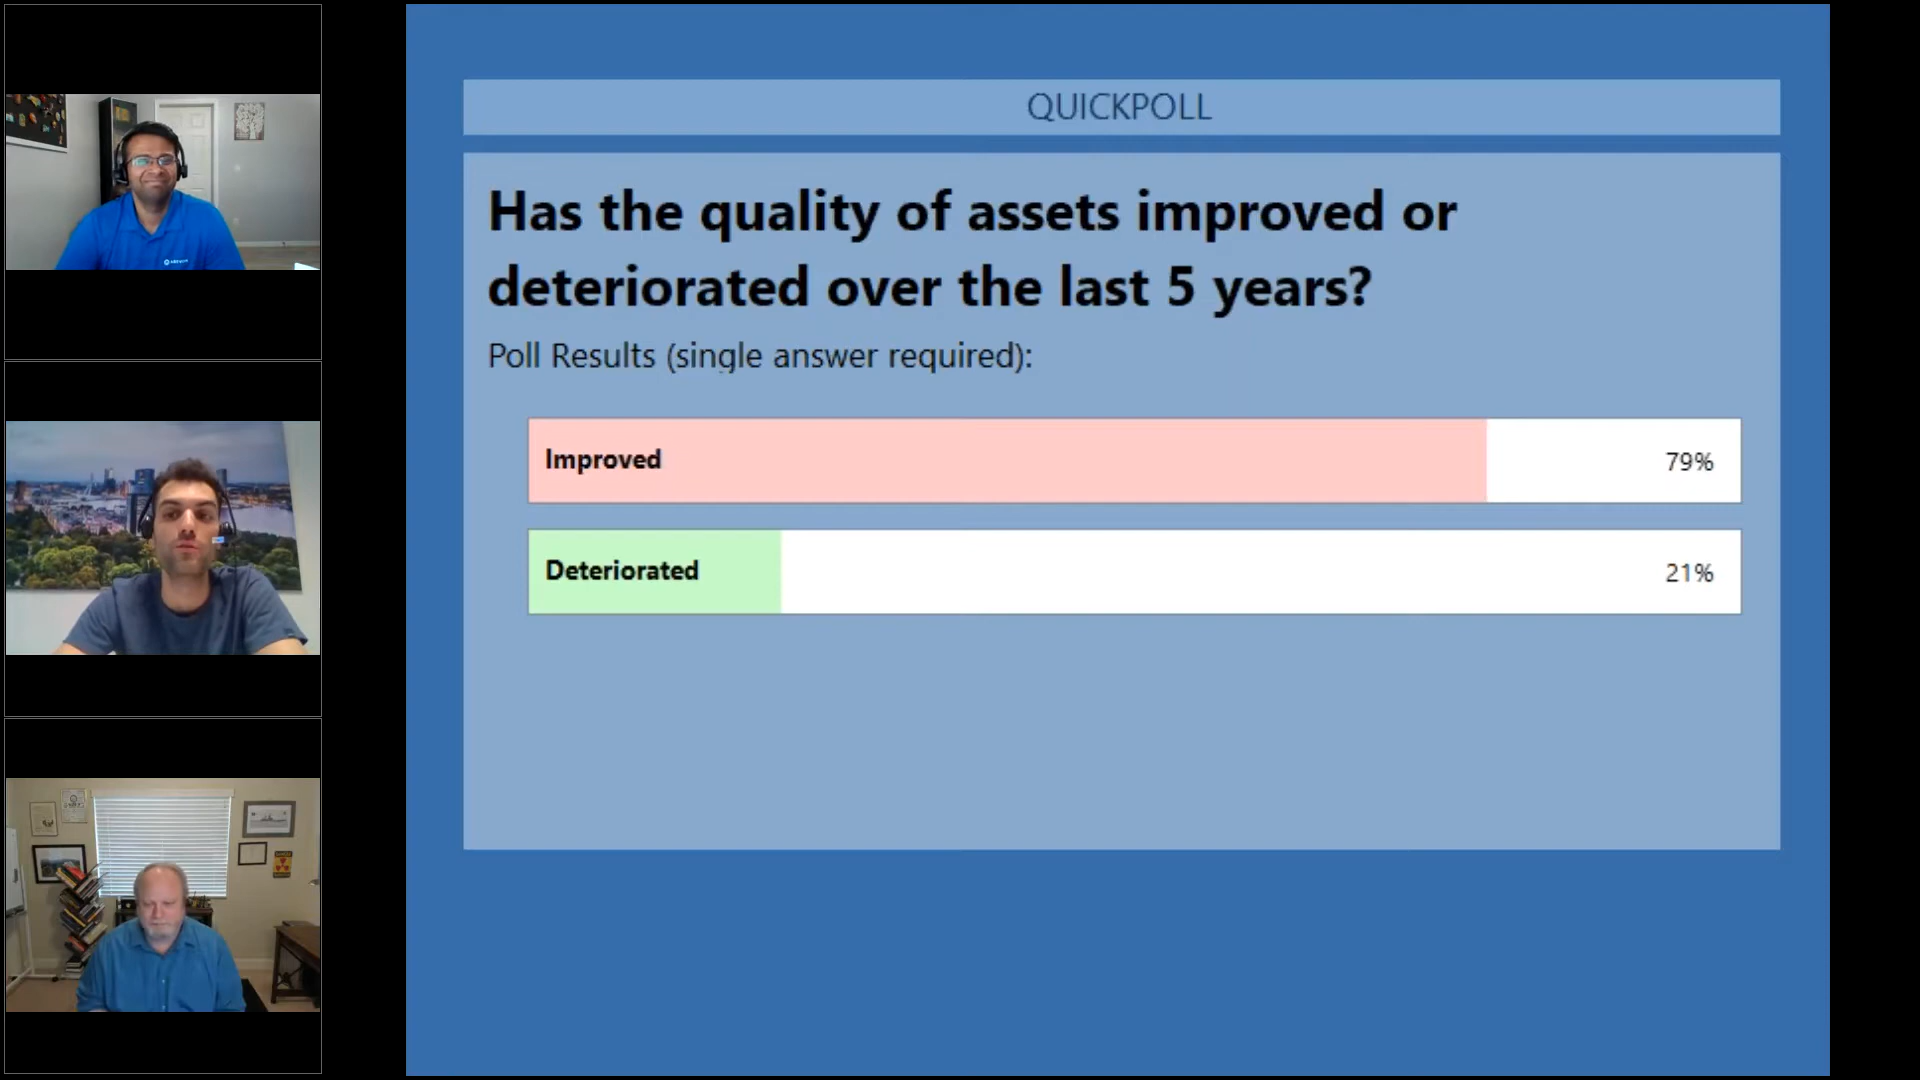 QUICKPOLL
Has the quality of assets improved or
deteriorated over the last 5 years?
Poll Results (single answer required):
Improved
79%
Deteriorated
21%